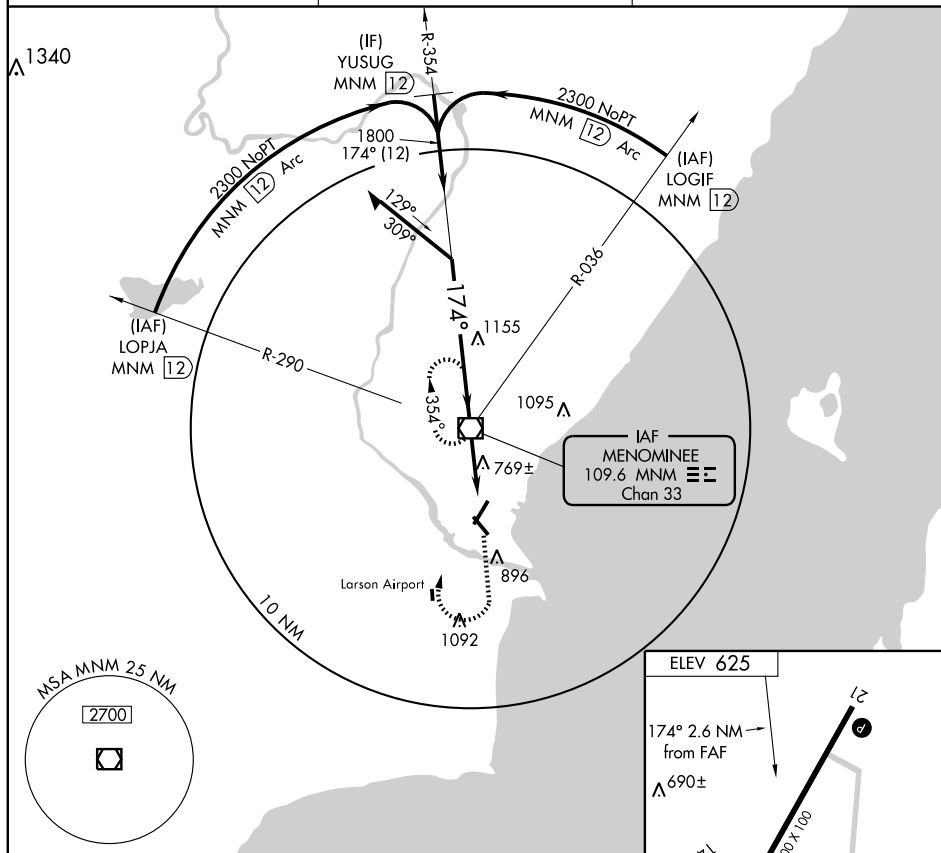 1340
(IF)
YUSUG
MNM 12
R-354
2300 NoPT
MNM 12 Arc
2300 NoPT
MNM 12 Arc
1800
174° (12)
(IAF)
LOGIF
MNM 12
129°
309°
R-036
174°
1155
(IAF)
LOPJA
MNM 12
R-290
354°
1095
IAF
MENOMINEE
109.6 MNM
Chan 33
769±
896
Larson Airport
1092
10 NM
MSA MNM 25 NM
2700
ELEV 625
174° 2.6 NM
from FAF
690±
21
P
00 X 100